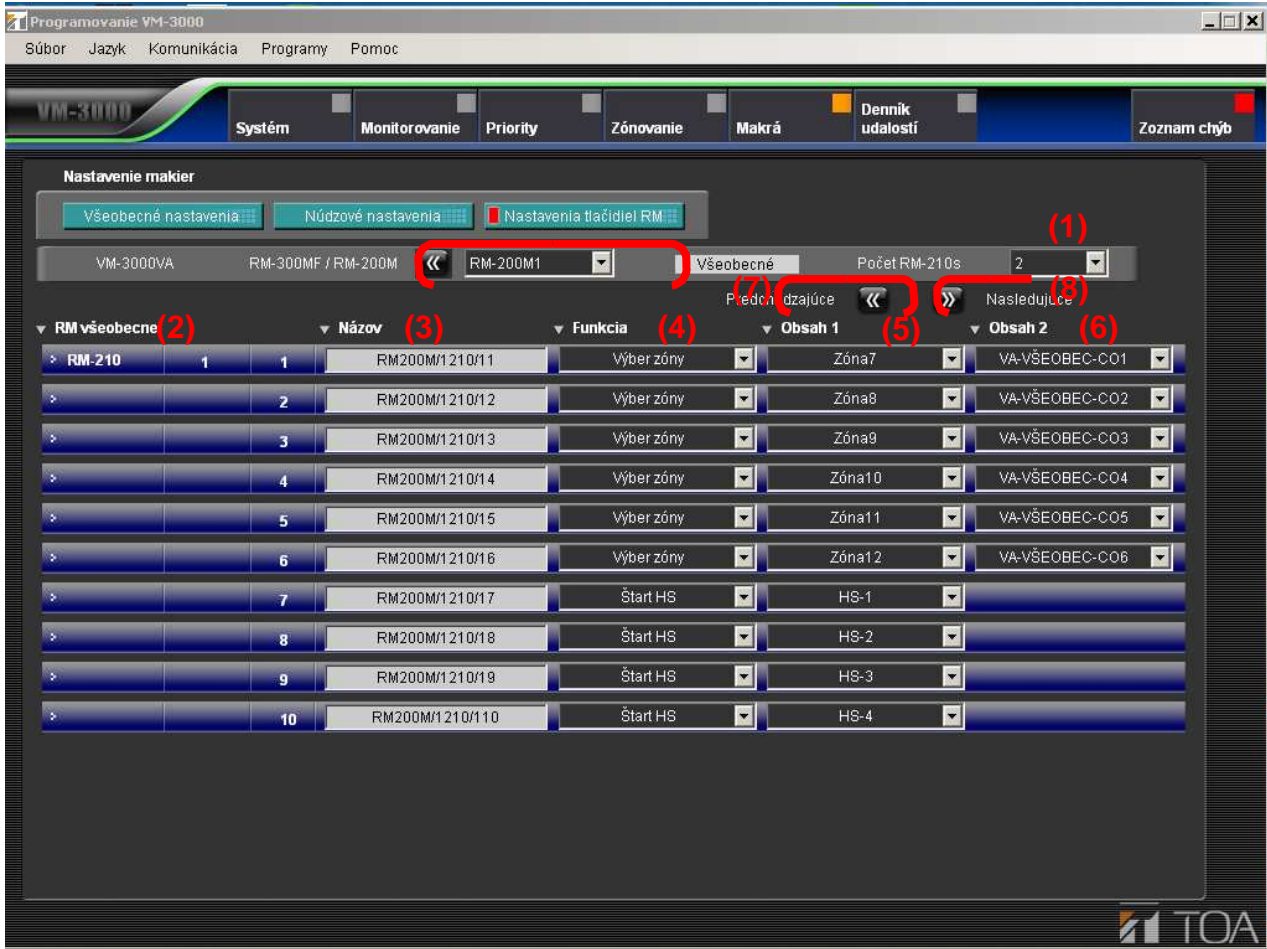 Programovanie VM-3000
Súbor Jazyk Komunikácia Programy Pomoc
VM-3000 Systém Monitorovanie Priority Zónovanie Makrá Denník udalostí Zoznam chýb
Nastavenie makier
Všeobecné nastavenia Núdzové nastavenia Nastavenia tlačidiel RM
(1)
VM-3000VA RM-300MF / RM-200M RM-200M1 Všeobecné Počet RM-210s 2
(7) Predchádzajúce Nasledujúce (8)
RM všeobecne (2) Názov (3) Funkcia (4) Obsah 1 (5) Obsah 2 (6)
RM-210 1 1 RM200M/1210/11 Výber zóny Zóna7 VA-VŠEOBEC-CO1
2 RM200M/1210/12 Výber zóny Zóna8 VA-VŠEOBEC-CO2
3 RM200M/1210/13 Výber zóny Zóna9 VA-VŠEOBEC-CO3
4 RM200M/1210/14 Výber zóny Zóna10 VA-VŠEOBEC-CO4
5 RM200M/1210/15 Výber zóny Zóna11 VA-VŠEOBEC-CO5
6 RM200M/1210/16 Výber zóny Zóna12 VA-VŠEOBEC-CO6
7 RM200M/1210/17 Štart HS HS-1
8 RM200M/1210/18 Štart HS HS-2
9 RM200M/1210/19 Štart HS HS-3
10 RM200M/1210/110 Štart HS HS-4
TOA